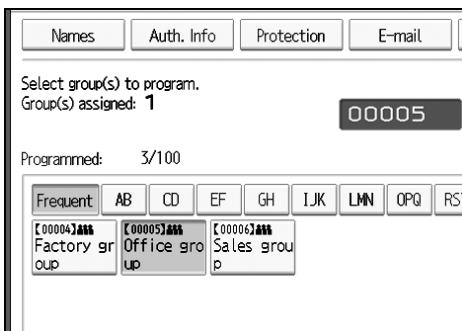 Names Auth. Info Protection E-mail
Select group(s) to program.
Group(s) assigned: 1
00005
Programmed: 3/100
Frequent AB CD EF GH IJK LMN OPQ RS
【00004】 【00005】 【00006】
Factory gr Office gro Sales grou
oup up p